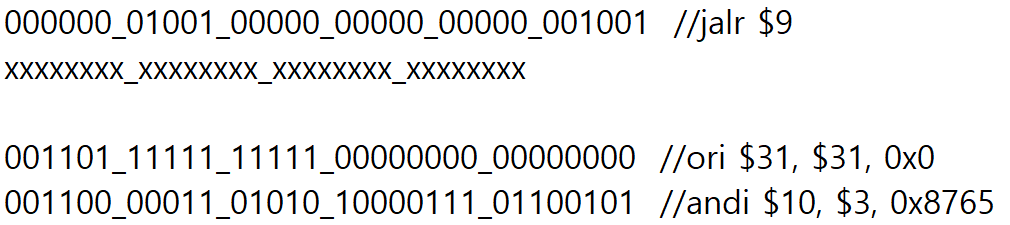 000000_01001_00000_00000_00000_001001 //jalr $9
xxxxxxxx_xxxxxxxx_xxxxxxxx_xxxxxxxx
001101_11111_11111_00000000_00000000 //ori $31, $31, 0x0
001100_00011_01010_10000111_01100101 //andi $10, $3, 0x8765